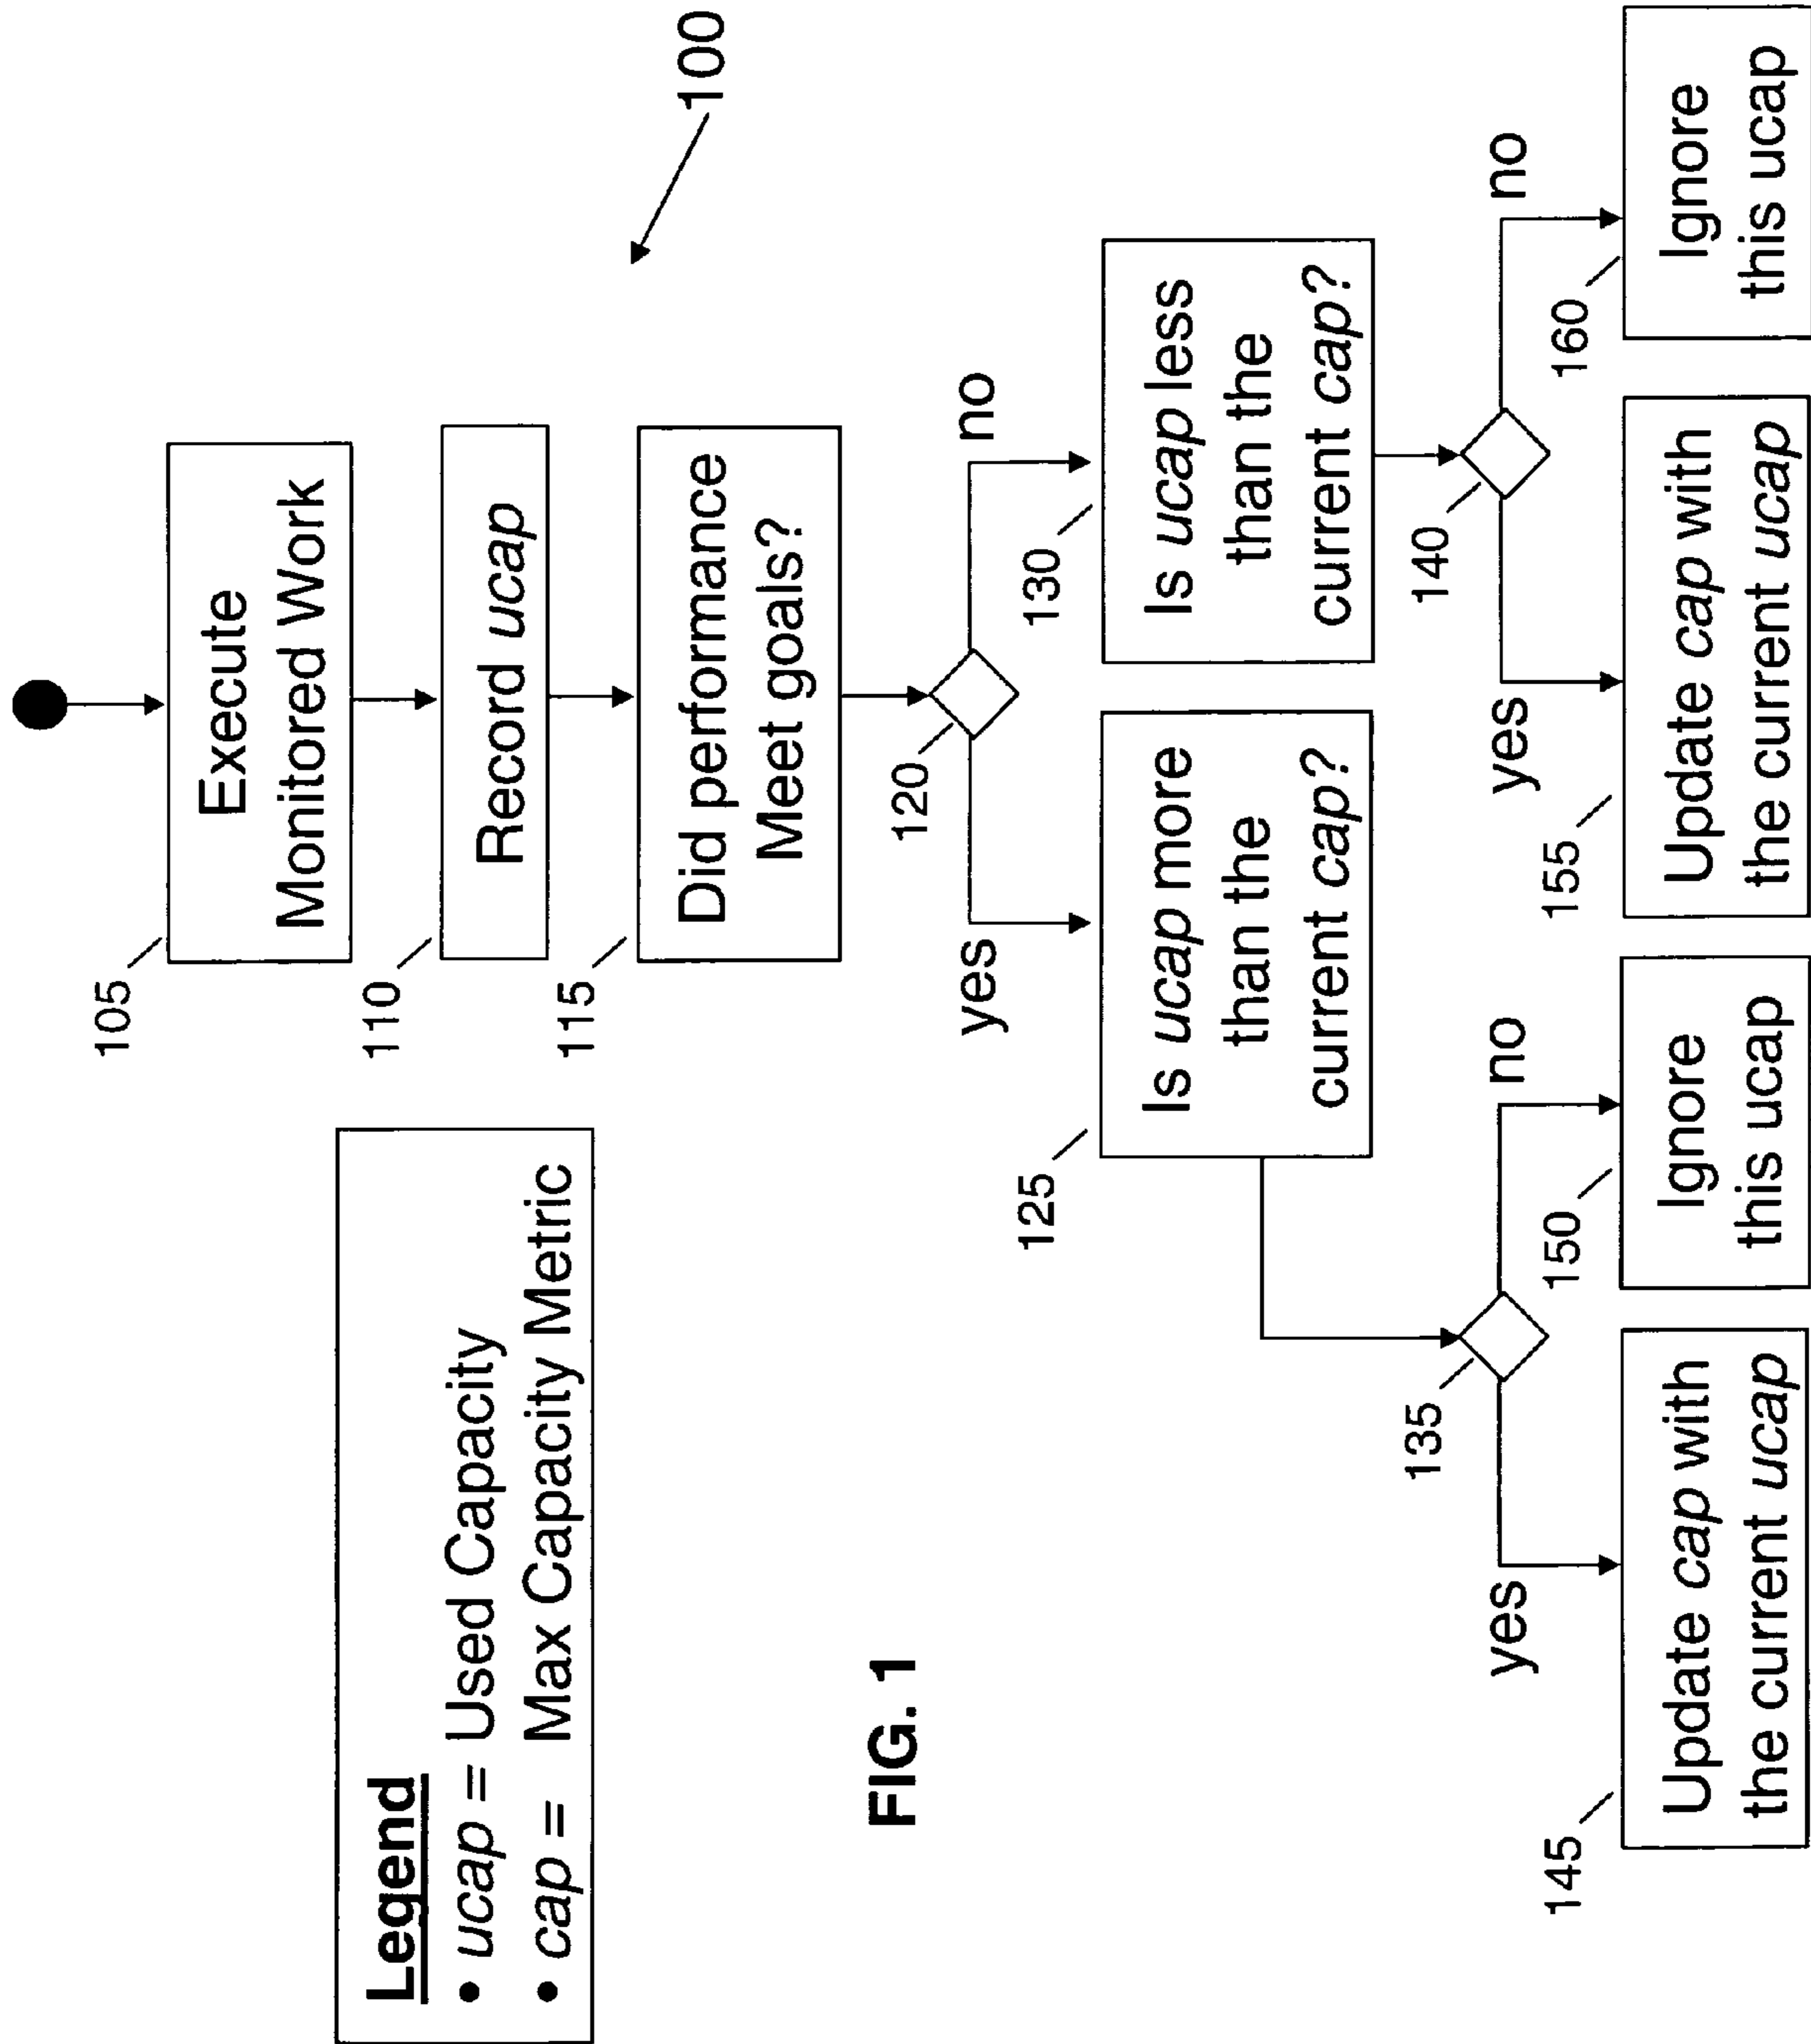 Legend
• ucap = Used Capacity
• cap = Max Capacity Metric
FIG. 1
100
105
Execute
Monitored Work
110
Record ucap
115
Did performance
Meet goals?
120
yes
no
125
Is ucap more
than the
current cap?
130
Is ucap less
than the
current cap?
135
yes
no
140
yes
no
145
Update cap with
the current ucap
150
Ignore
this ucap
155
Update cap with
the current ucap
160
Ignore
this ucap